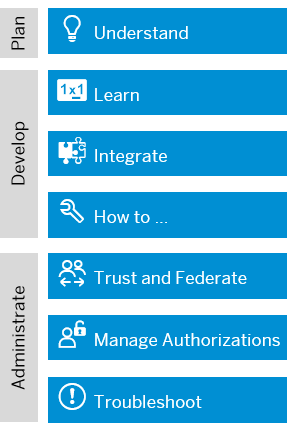 Plan
Understand
Develop
1x1
Learn
Integrate
How to ...
Administrate
Trust and Federate
Manage Authorizations
Troubleshoot